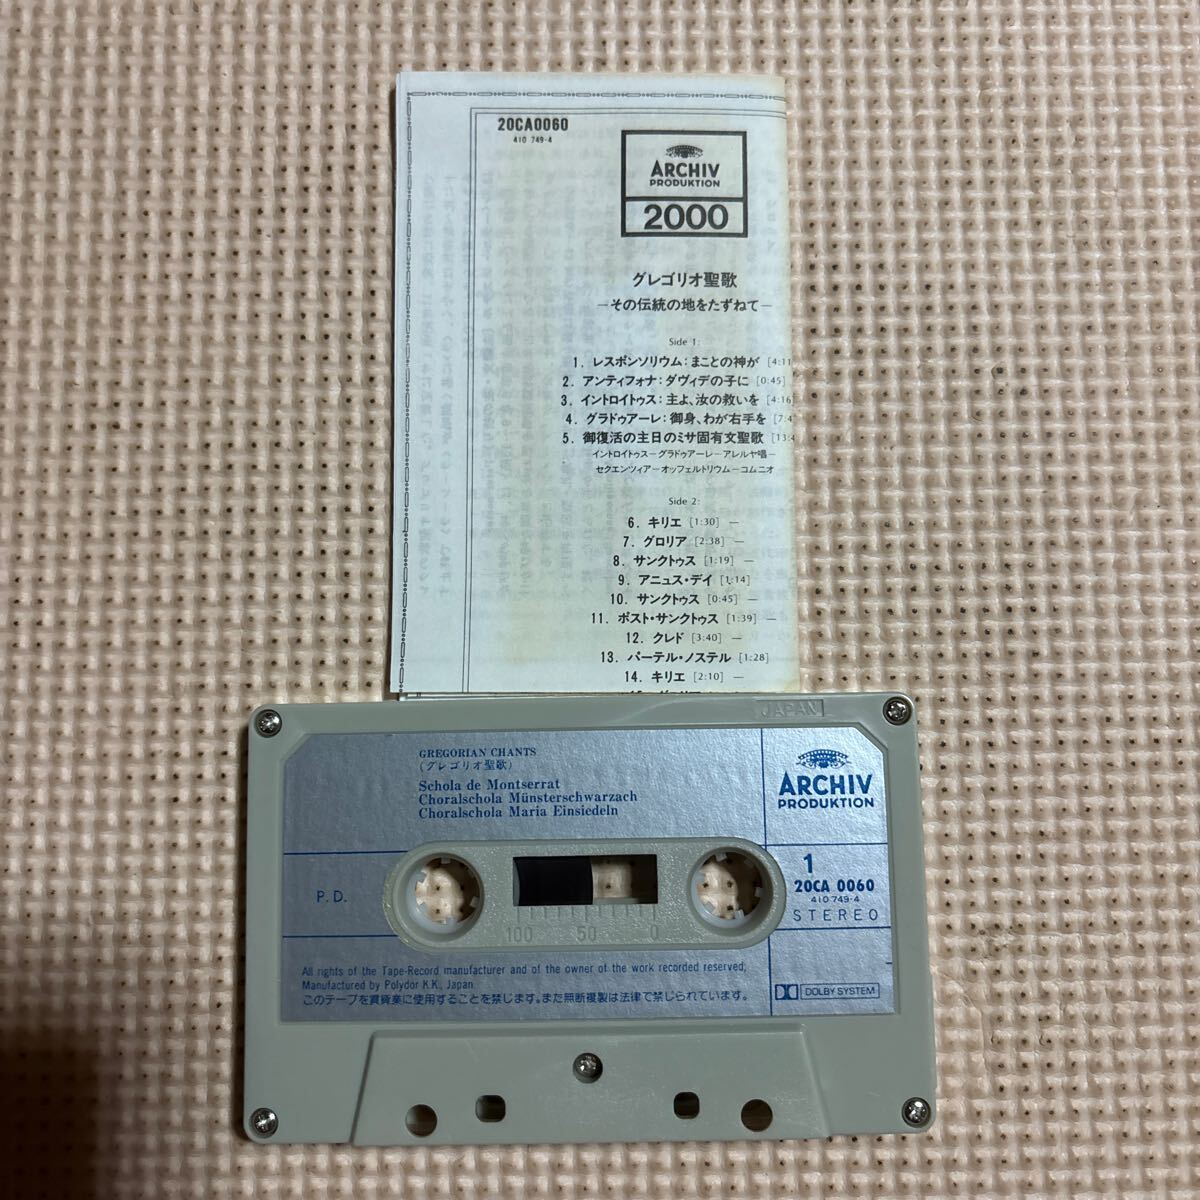 20CA0060
410 749-4
ARCHIV
PRODUKTION
2000
グレゴリオ聖歌
—その伝統の地をたずねて—
Side 1:
1. レスポンソリウム:まことの神が [4:11
2. アンティフォナ:ダヴィデの子に [0:45]
3. イントロイトゥス:主よ、汝の救いを [4:16]
4. グラドゥアーレ:御身、わが右手を [7:4
5. 御復活の主日のミサ固有文聖歌 [13:4
イントロイトゥス—グラドゥアーレ—アレルヤ唱—
セクエンツィア—オッフェルトリウム—コムニオ
Side 2:
6. キリエ [1:30] —
7. グロリア [2:38] —
8. サンクトゥス [1:19] —
9. アニュス・デイ [1:14]
10. サンクトゥス [0:45] —
11. ポスト・サンクトゥス [1:39] —
12. クレド [3:40] —
13. パーテル・ノステル [1:28]
14. キリエ [2:10] —
JAPAN
GREGORIAN CHANTS
(グレゴリオ聖歌)
Schola de Montserrat
Choralschola Münsterschwarzach
Choralschola Maria Einsiedeln
ARCHIV
PRODUKTION
P.D.
1
20CA 0060
410 749-4
STEREO
100 50 0
All rights of the Tape-Record manufacturer and of the owner of the work recorded reserved;
Manufactured by Polydor K.K., Japan
このテープを賃貸業に使用することを禁じます。また無断複製は法律で禁じられています。
DOLBY SYSTEM